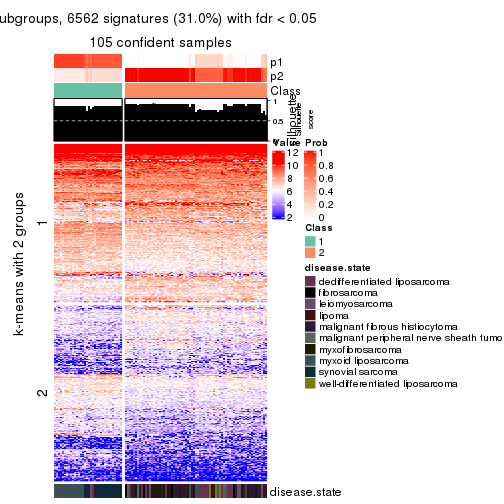 ubgroups, 6562 signatures (31.0%) with fdr < 0.05
105 confident samples
p1
p2
Class
1
0.5
Silhouette
score
Value Prob
12 1
10 0.8
8 0.6
6 0.4
4 0.2
2 0
Class
1
2
disease.state
dedifferentiated liposarcoma
fibrosarcoma
leiomyosarcoma
lipoma
malignant fibrous histiocytoma
malignant peripheral nerve sheath tumo
myxofibrosarcoma
myxoid liposarcoma
synovial sarcoma
well-differentiated liposarcoma
k-means with 2 groups
1
2
disease.state